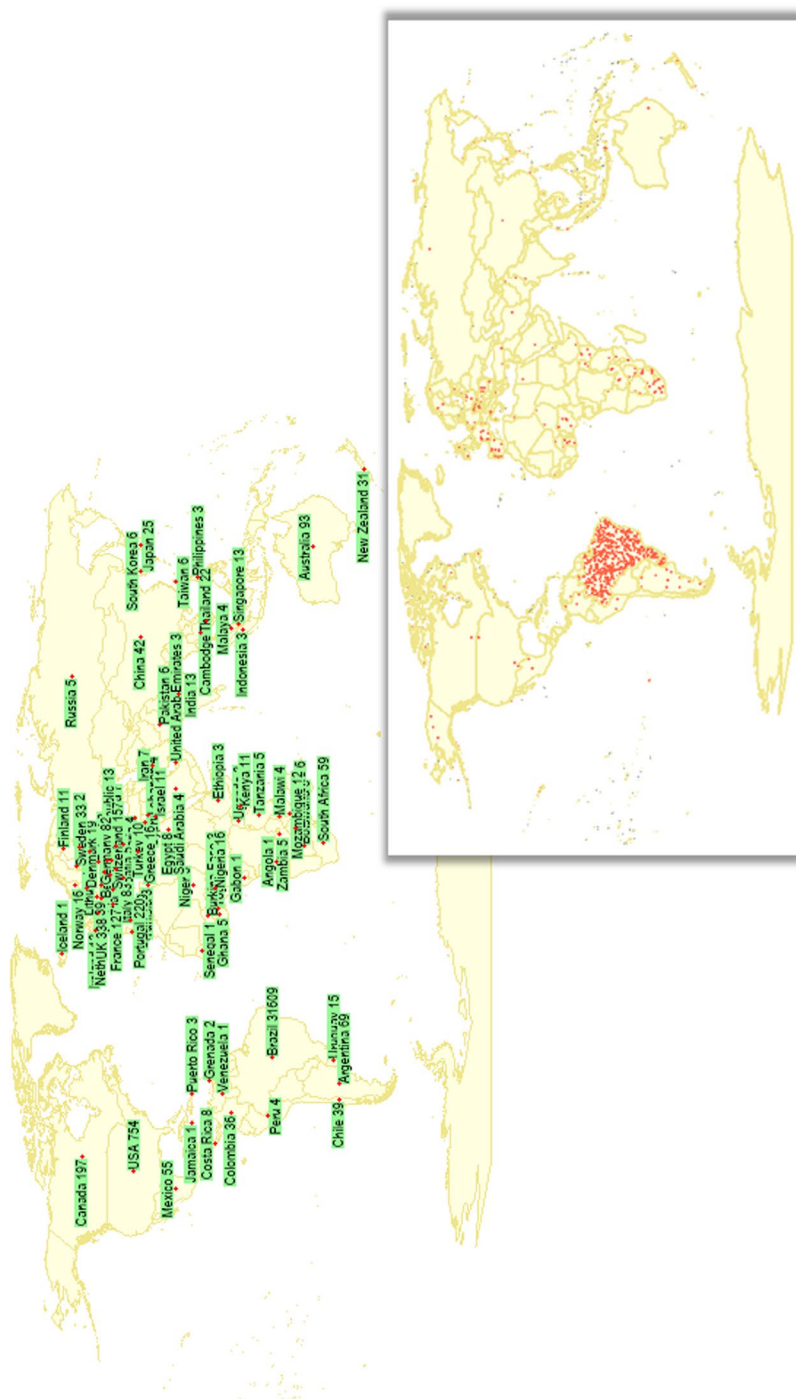 Iceland 1
Norway 16
Finland 11
Sweden 33
Russia 5
Canada 197
Denmark 19
UK 338
Germany 82
France 127
Switzerland 157
USA 754
Portugal 220
Turkey 10
China 42
South Korea 6
Japan 25
Greece 16
Iran 7
Israel 11
Mexico 55
Egypt 8
Saudi Arabia 4
Pakistan 6
United Arab Emirates 3
Taiwan 6
Jamaica 1
Puerto Rico 3
Niger 3
India 13
Philippines 3
Costa Rica 8
Grenada 2
Senegal 1
Cambodge
Thailand 22
Colombia 36
Venezuela 1
Ghana 5
Nigeria 16
Ethiopia 3
Malaya 4
Gabon 1
Kenya 11
Indonesia 3
Singapore 13
Tanzania 5
Peru 4
Brazil 31609
Angola 1
Zambia 5
Malawi 4
Mozambique 12
Australia 93
South Africa 59
Chile 39
Uruguay 15
Argentina 69
New Zealand 31